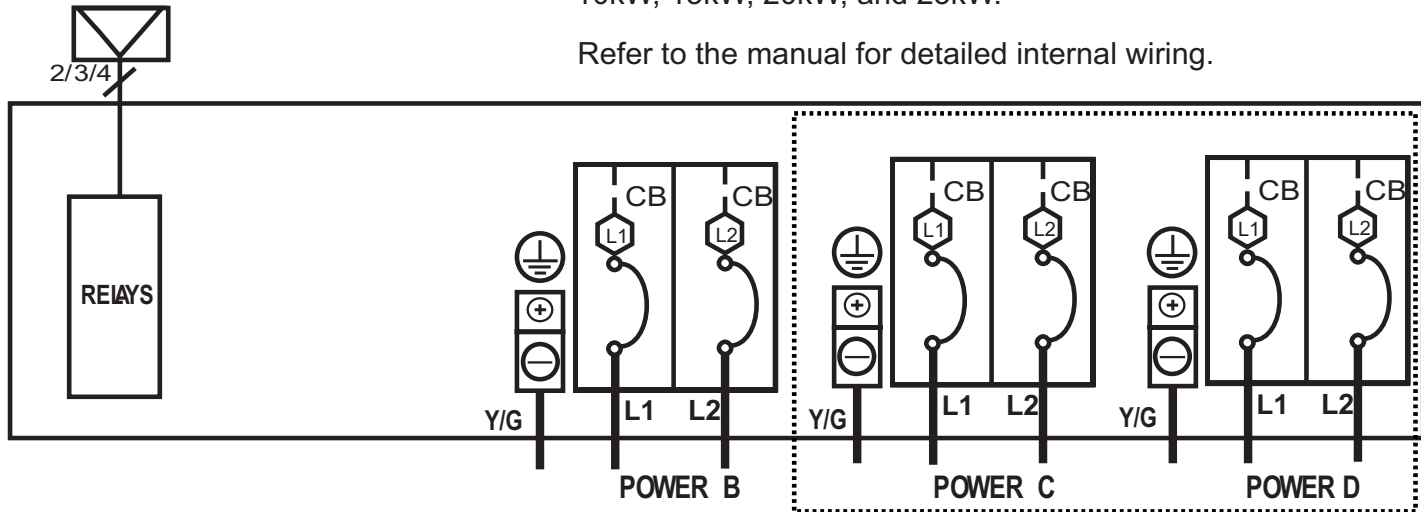 Refer to the manual for detailed internal wiring.
2/3/4
CB CB CB CB CB CB
L1 L2 L1 L2 L1 L2
RELAYS
Y/G L1 L2 Y/G L1 L2 Y/G L1 L2
POWER B POWER C POWER D